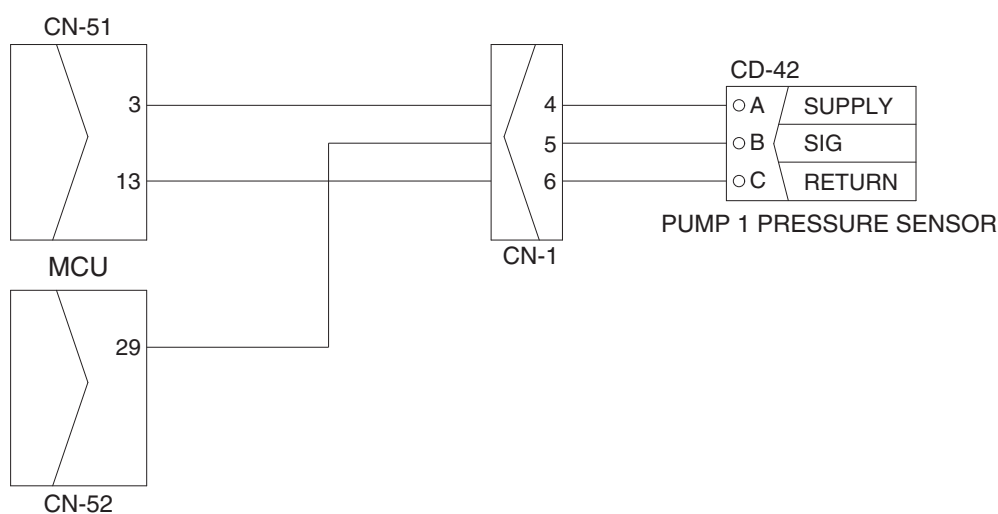 CN-51
CD-42
3
4
A SUPPLY
5
B SIG
13
6
C RETURN
PUMP 1 PRESSURE SENSOR
CN-1
MCU
29
CN-52